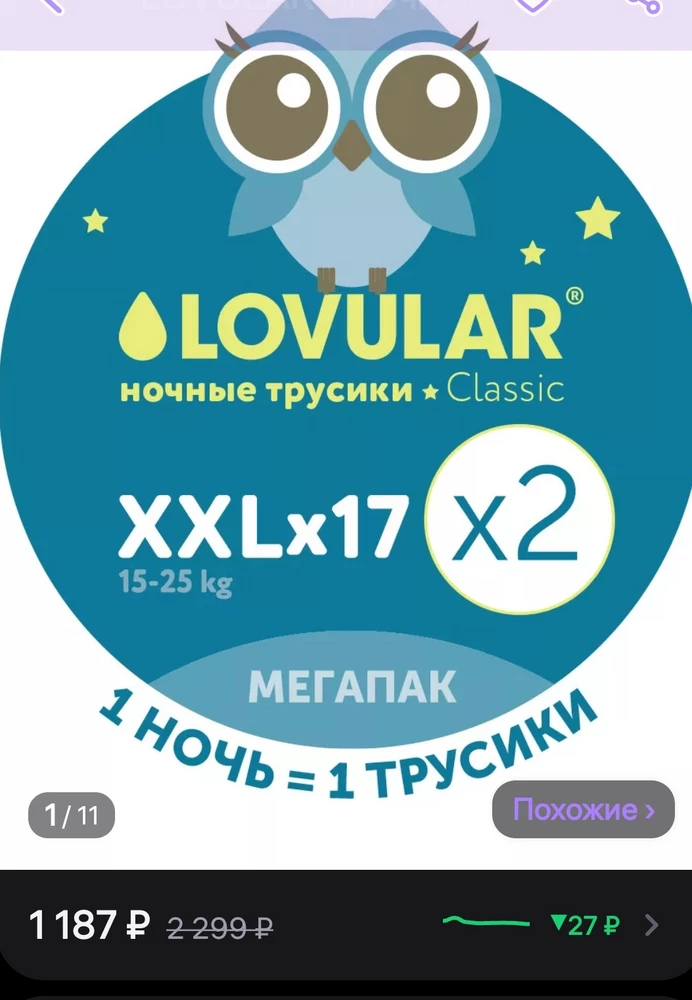 LOVULAR®
ночные трусики ★ Classic
XXLx17 x2
15-25 kg
МЕГАПАК
1 НОЧЬ = 1 ТРУСИКИ
1 / 11
Похожие ›
1 187 ₽ 2 299 ₽ ▼27 ₽ ›